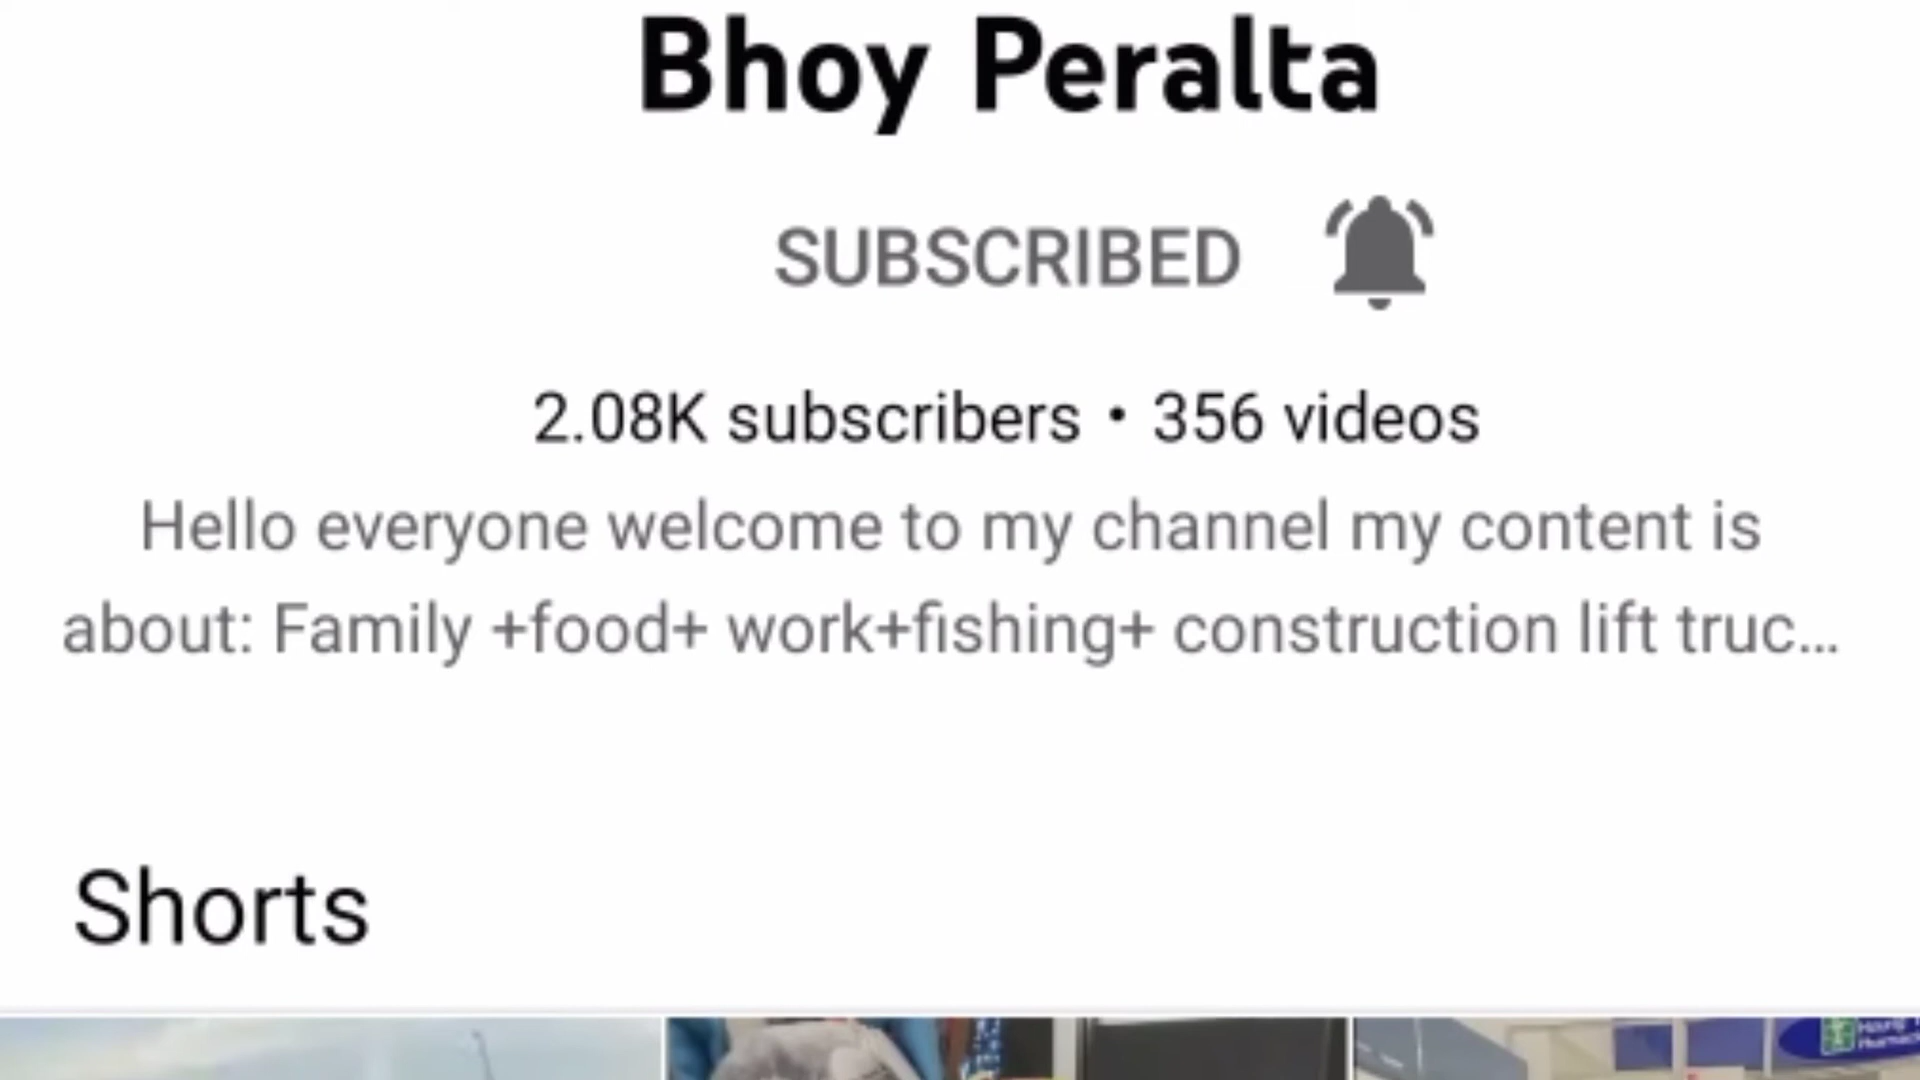 Bhoy Peralta
SUBSCRIBED
2.08K subscribers • 356 videos
Hello everyone welcome to my channel my content is
about: Family +food+ work+fishing+ construction lift truc...
Shorts